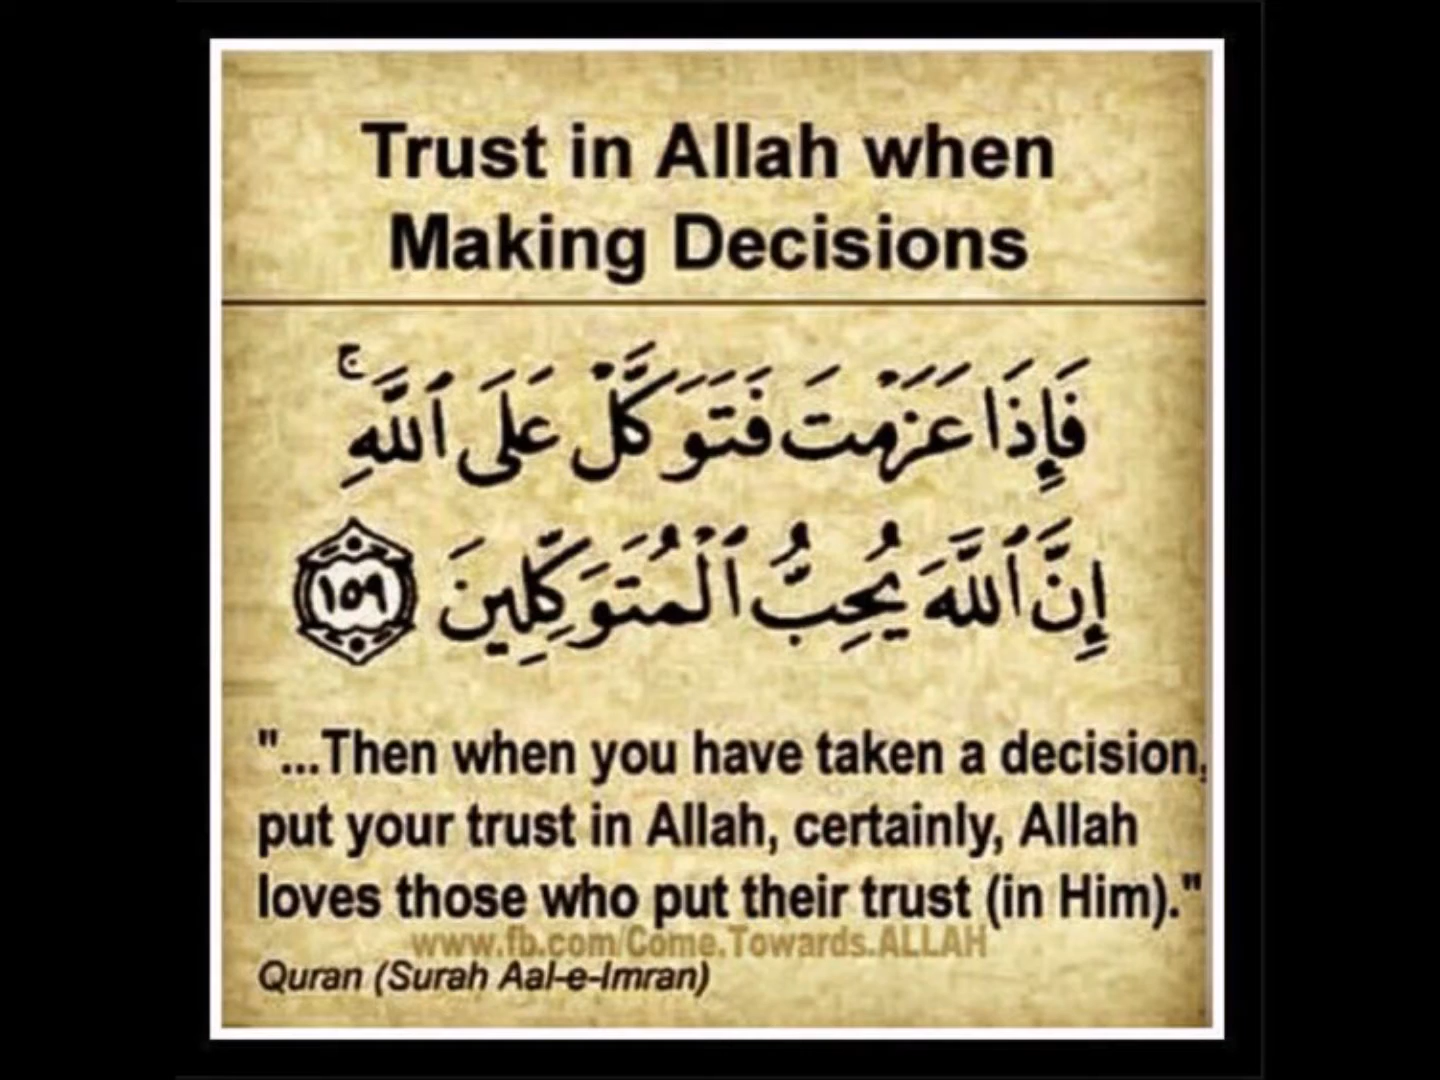 Trust in Allah when
Making Decisions
فَإِذَا عَزَمْتَ فَتَوَكَّلْ عَلَى ٱللَّهِ ۚ
إِنَّ ٱللَّهَ يُحِبُّ ٱلْمُتَوَكِّلِينَ ١٥٩
"...Then when you have taken a decision,
put your trust in Allah, certainly, Allah
loves those who put their trust (in Him)."
www.fb.com/Come.Towards.ALLAH
Quran (Surah Aal-e-Imran)